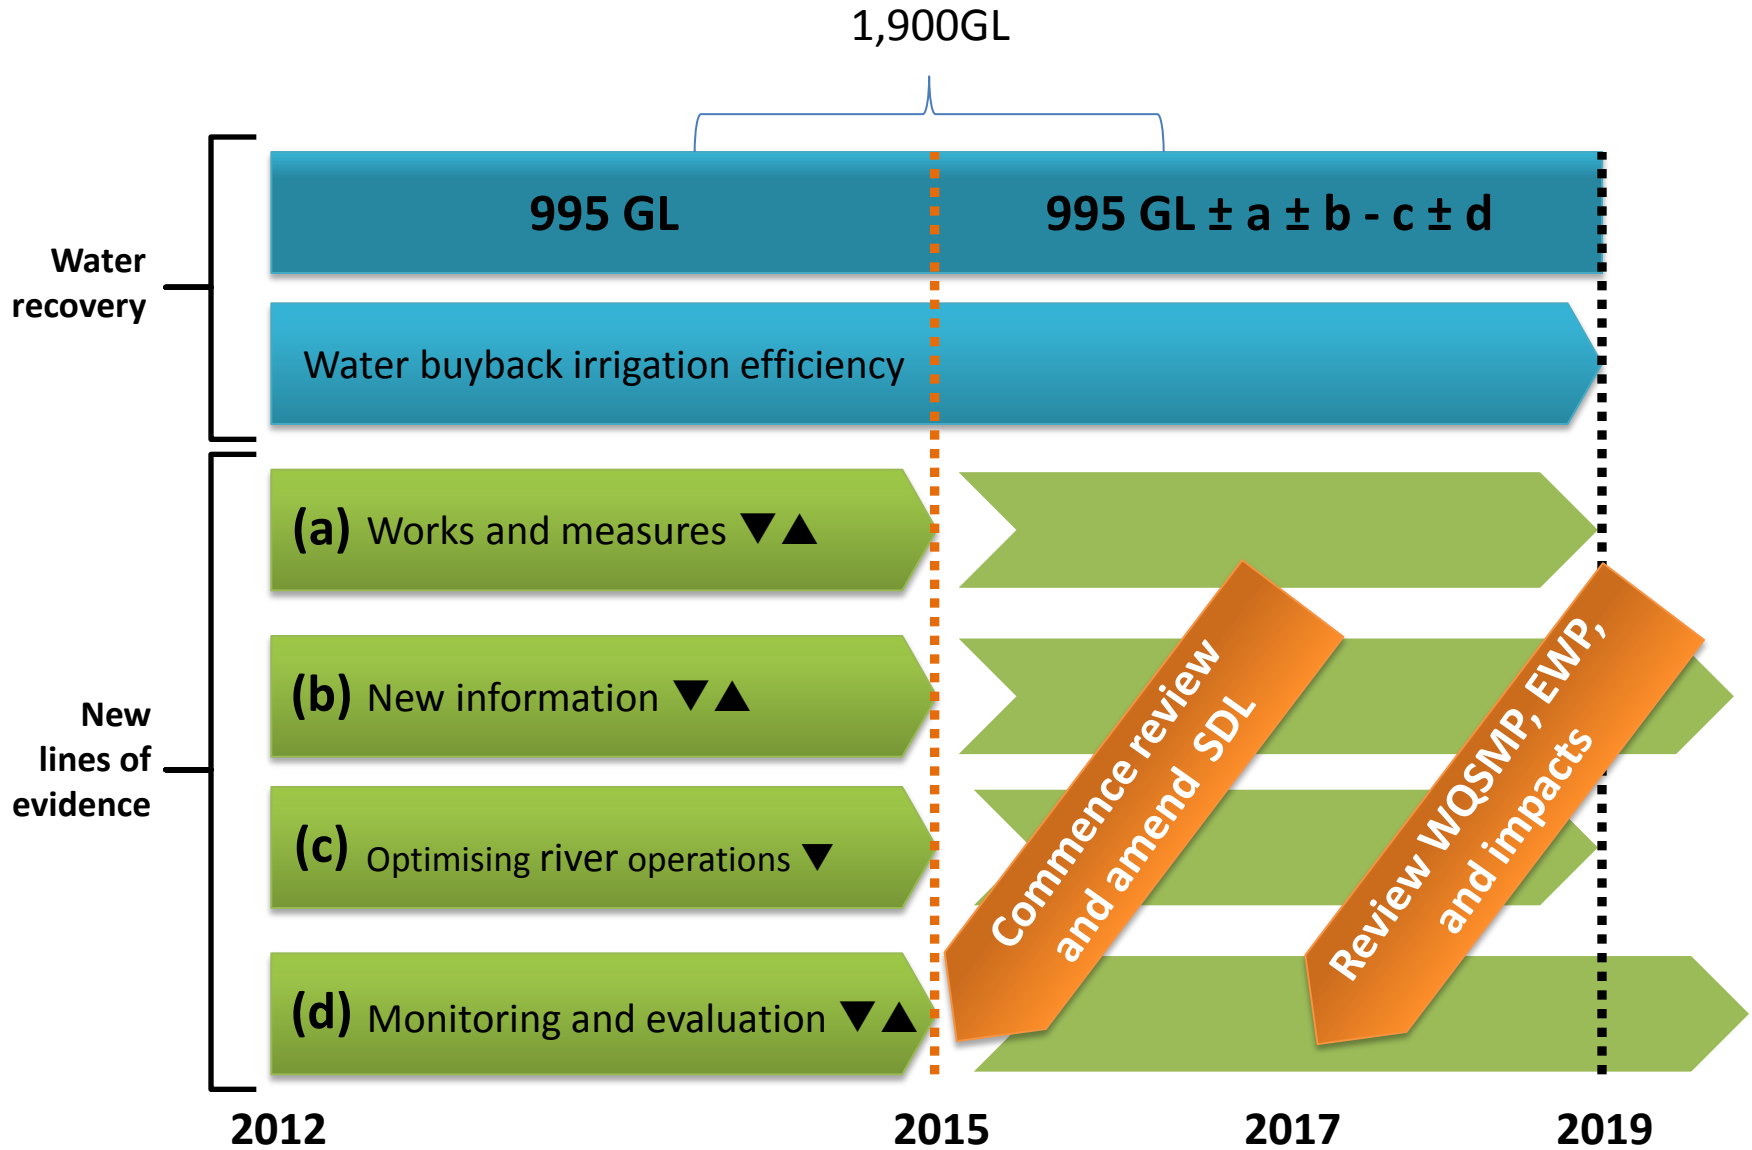 1,900GL
995 GL
995 GL ± a ± b - c ± d
Water
recovery
Water buyback irrigation efficiency
(a) Works and measures ▼▲
(b) New information ▼▲
New
lines of
evidence
(c) Optimising river operations ▼
(d) Monitoring and evaluation ▼▲
Commence review
and amend SDL
Review WQSMP, EWP,
and impacts
2012
2015
2017
2019